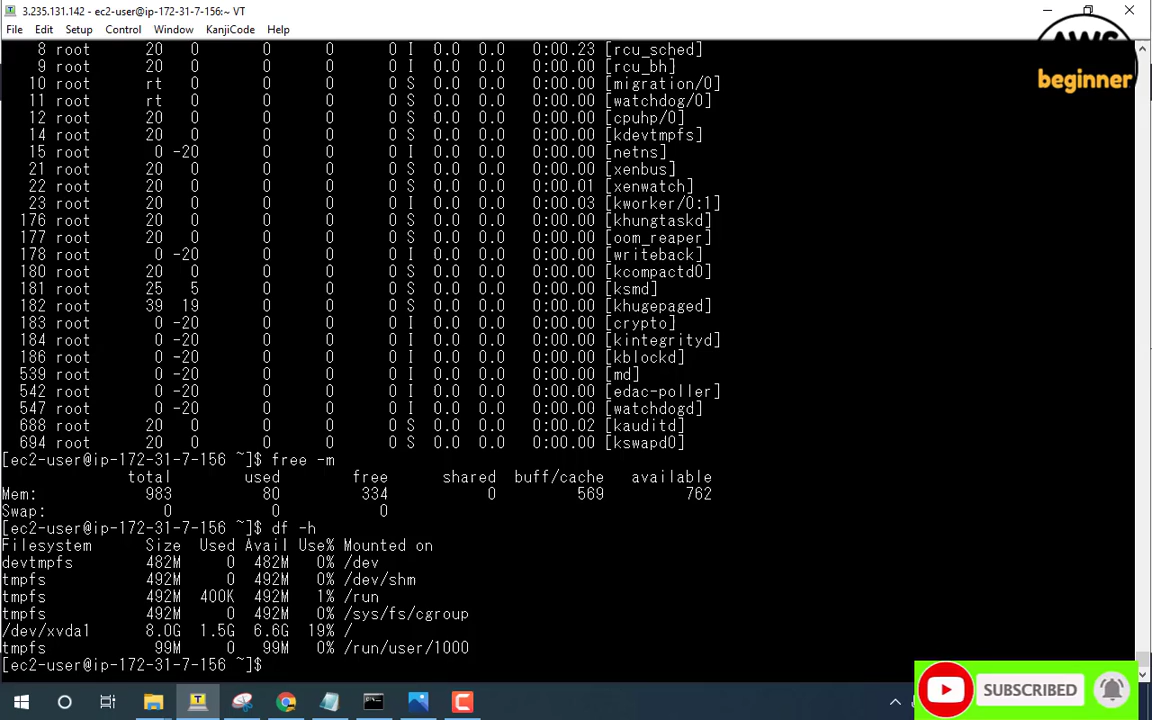 3.235.131.142 - ec2-user@ip-172-31-7-156:~ VT
File Edit Setup Control Window KanjiCode Help
AWS
beginner
8 root 20 0 0 0 0 I 0.0 0.0 0:00.23 [rcu_sched]
9 root 20 0 0 0 0 I 0.0 0.0 0:00.00 [rcu_bh]
10 root rt 0 0 0 0 S 0.0 0.0 0:00.00 [migration/0]
11 root rt 0 0 0 0 S 0.0 0.0 0:00.00 [watchdog/0]
12 root 20 0 0 0 0 S 0.0 0.0 0:00.00 [cpuhp/0]
14 root 20 0 0 0 0 S 0.0 0.0 0:00.00 [kdevtmpfs]
15 root 0 -20 0 0 0 I 0.0 0.0 0:00.00 [netns]
21 root 20 0 0 0 0 S 0.0 0.0 0:00.00 [xenbus]
22 root 20 0 0 0 0 S 0.0 0.0 0:00.01 [xenwatch]
23 root 20 0 0 0 0 I 0.0 0.0 0:00.03 [kworker/0:1]
176 root 20 0 0 0 0 S 0.0 0.0 0:00.00 [khungtaskd]
177 root 20 0 0 0 0 S 0.0 0.0 0:00.00 [oom_reaper]
178 root 0 -20 0 0 0 I 0.0 0.0 0:00.00 [writeback]
180 root 20 0 0 0 0 S 0.0 0.0 0:00.00 [kcompactd0]
181 root 25 5 0 0 0 S 0.0 0.0 0:00.00 [ksmd]
182 root 39 19 0 0 0 S 0.0 0.0 0:00.00 [khugepaged]
183 root 0 -20 0 0 0 I 0.0 0.0 0:00.00 [crypto]
184 root 0 -20 0 0 0 I 0.0 0.0 0:00.00 [kintegrityd]
186 root 0 -20 0 0 0 I 0.0 0.0 0:00.00 [kblockd]
539 root 0 -20 0 0 0 I 0.0 0.0 0:00.00 [md]
542 root 0 -20 0 0 0 I 0.0 0.0 0:00.00 [edac-poller]
547 root 0 -20 0 0 0 I 0.0 0.0 0:00.00 [watchdogd]
688 root 20 0 0 0 0 S 0.0 0.0 0:00.02 [kauditd]
694 root 20 0 0 0 0 S 0.0 0.0 0:00.00 [kswapd0]
[ec2-user@ip-172-31-7-156 ~]$ free -m
total used free shared buff/cache available
Mem: 983 80 334 0 569 762
Swap: 0 0 0
[ec2-user@ip-172-31-7-156 ~]$ df -h
Filesystem Size Used Avail Use% Mounted on
devtmpfs 482M 0 482M 0% /dev
tmpfs 492M 0 492M 0% /dev/shm
tmpfs 492M 400K 492M 1% /run
tmpfs 492M 0 492M 0% /sys/fs/cgroup
/dev/xvda1 8.0G 1.5G 6.6G 19% /
tmpfs 99M 0 99M 0% /run/user/1000
[ec2-user@ip-172-31-7-156 ~]$
SUBSCRIBED